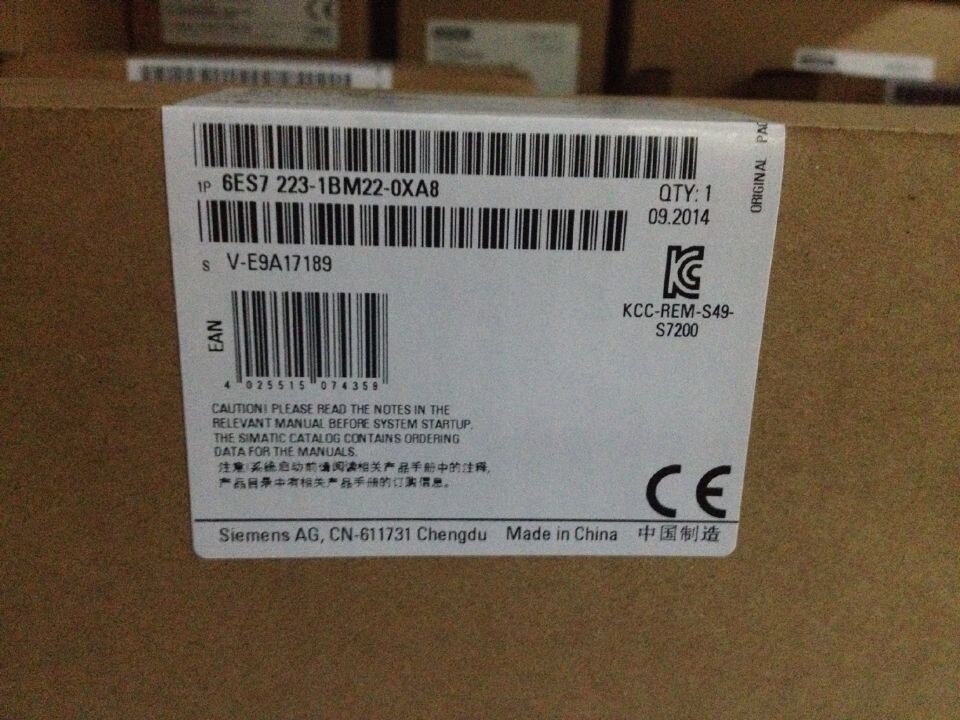 1P 6ES7 223-1BM22-0XA8
QTY: 1
09.2014
S V-E9A17189
KCC-REM-S49-
S7200
EAN
4 025515 074359
CAUTION! PLEASE READ THE NOTES IN THE
RELEVANT MANUAL BEFORE SYSTEM STARTUP.
THE SIMATIC CATALOG CONTAINS ORDERING
DATA FOR THE MANUALS.
注意:系统启动前请阅读相关产品手册中的注释,
产品目录中有相关产品手册的订购信息。
CE
Siemens AG, CN-611731 Chengdu Made in China 中国制造
ORIGINAL